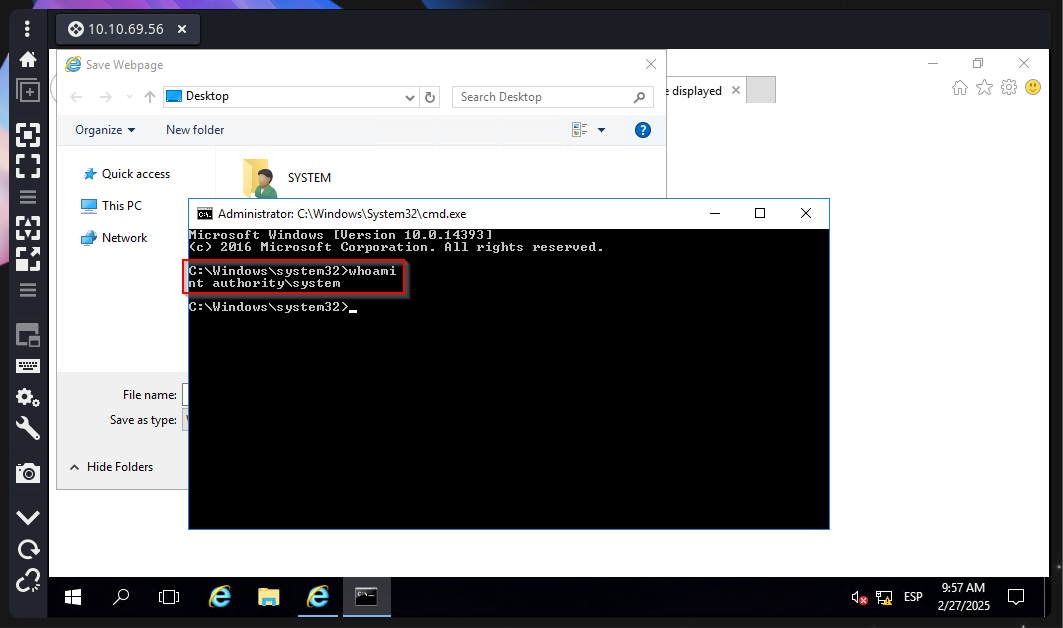 10.10.69.56
Save Webpage
Desktop
Search Desktop
e displayed
Organize
New folder
Quick access
SYSTEM
This PC
Network
Administrator: C:\Windows\System32\cmd.exe
Microsoft Windows [Version 10.0.14393]
(c) 2016 Microsoft Corporation. All rights reserved.
C:\Windows\system32>whoami
nt authority\system
C:\Windows\system32>
File name:
Save as type:
Hide Folders
ESP
9:57 AM
2/27/2025